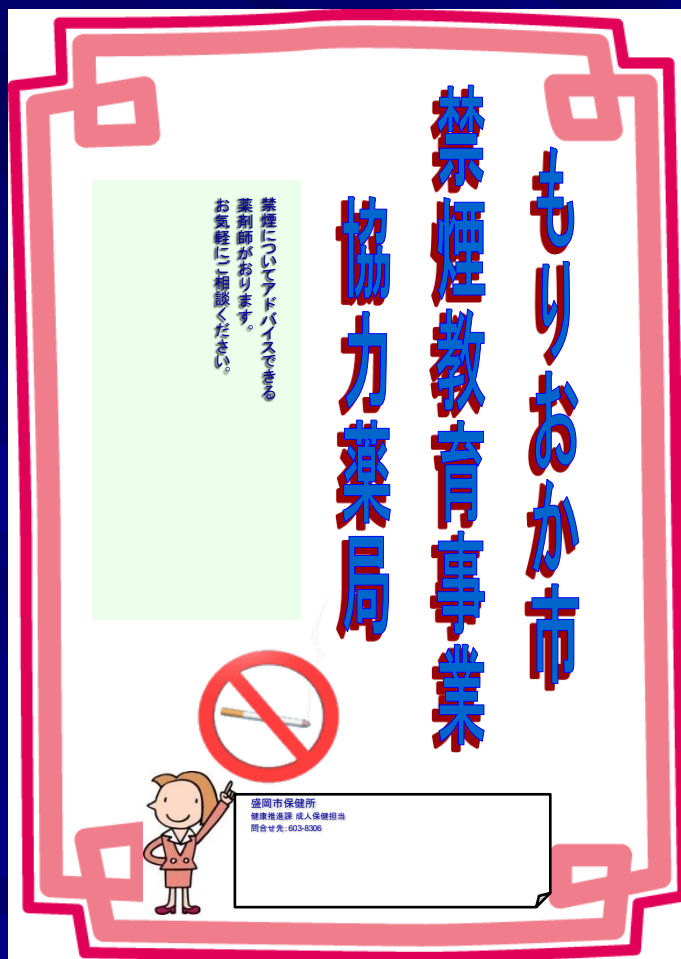 もりおか市
禁煙教育事業
協力薬局
禁煙についてアドバイスできる
薬剤師がおります。
お気軽にご相談ください。
盛岡市保健所
健康推進課 成人保健担当
問合せ先:603-8306